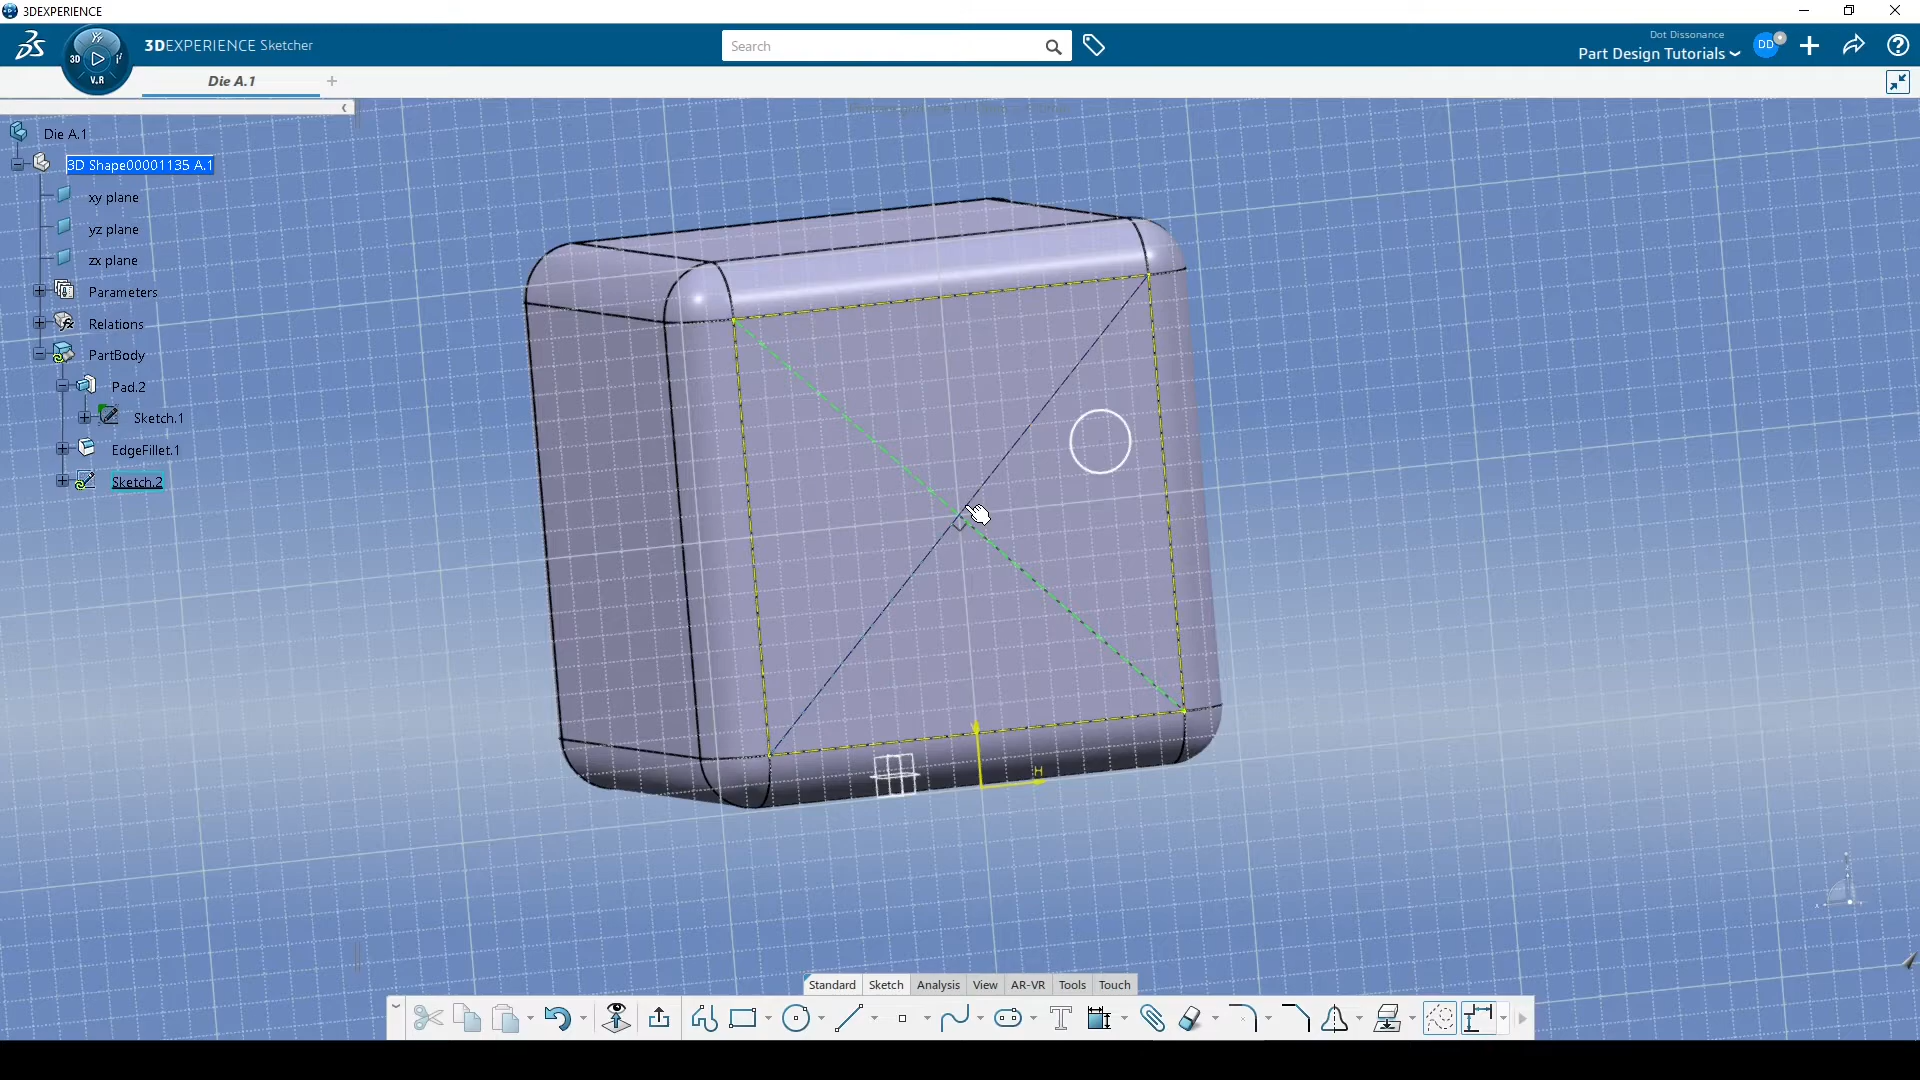 3DEXPERIENCE
3DEXPERIENCE Sketcher
3D
V.R
Search
Dot Dissonance
Part Design Tutorials
DD
Die A.1
Die A.1
3D Shape00001135 A.1
xy plane
yz plane
zx plane
Parameters
Relations
PartBody
Pad.2
Sketch.1
EdgeFillet.1
Sketch.2
H
Standard
Sketch
Analysis
View
AR-VR
Tools
Touch